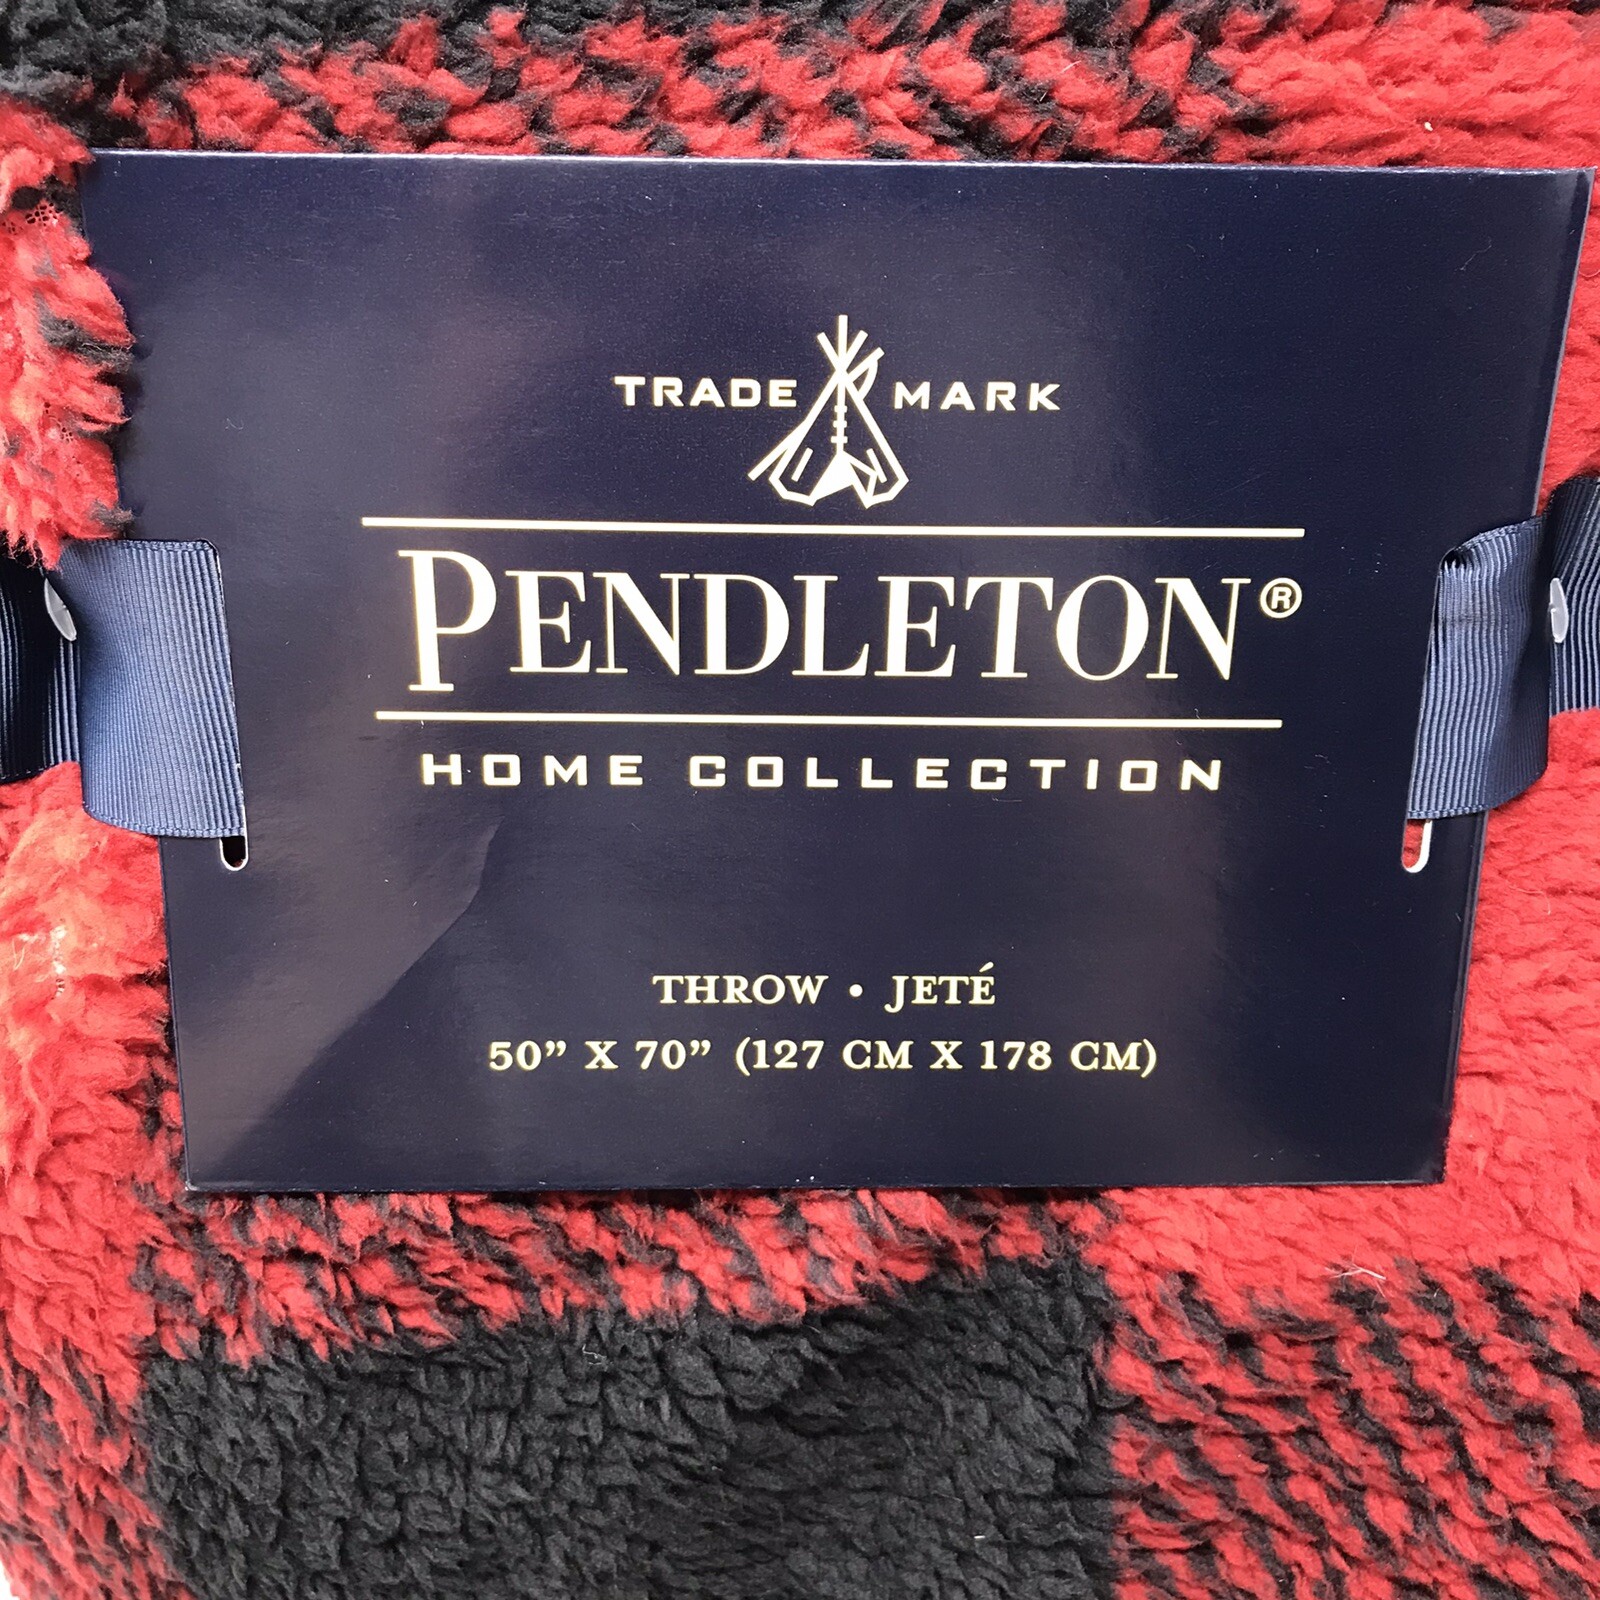 TRADE MARK
PENDLETON®
HOME COLLECTION
THROW • JETÉ
50” X 70” (127 CM X 178 CM)